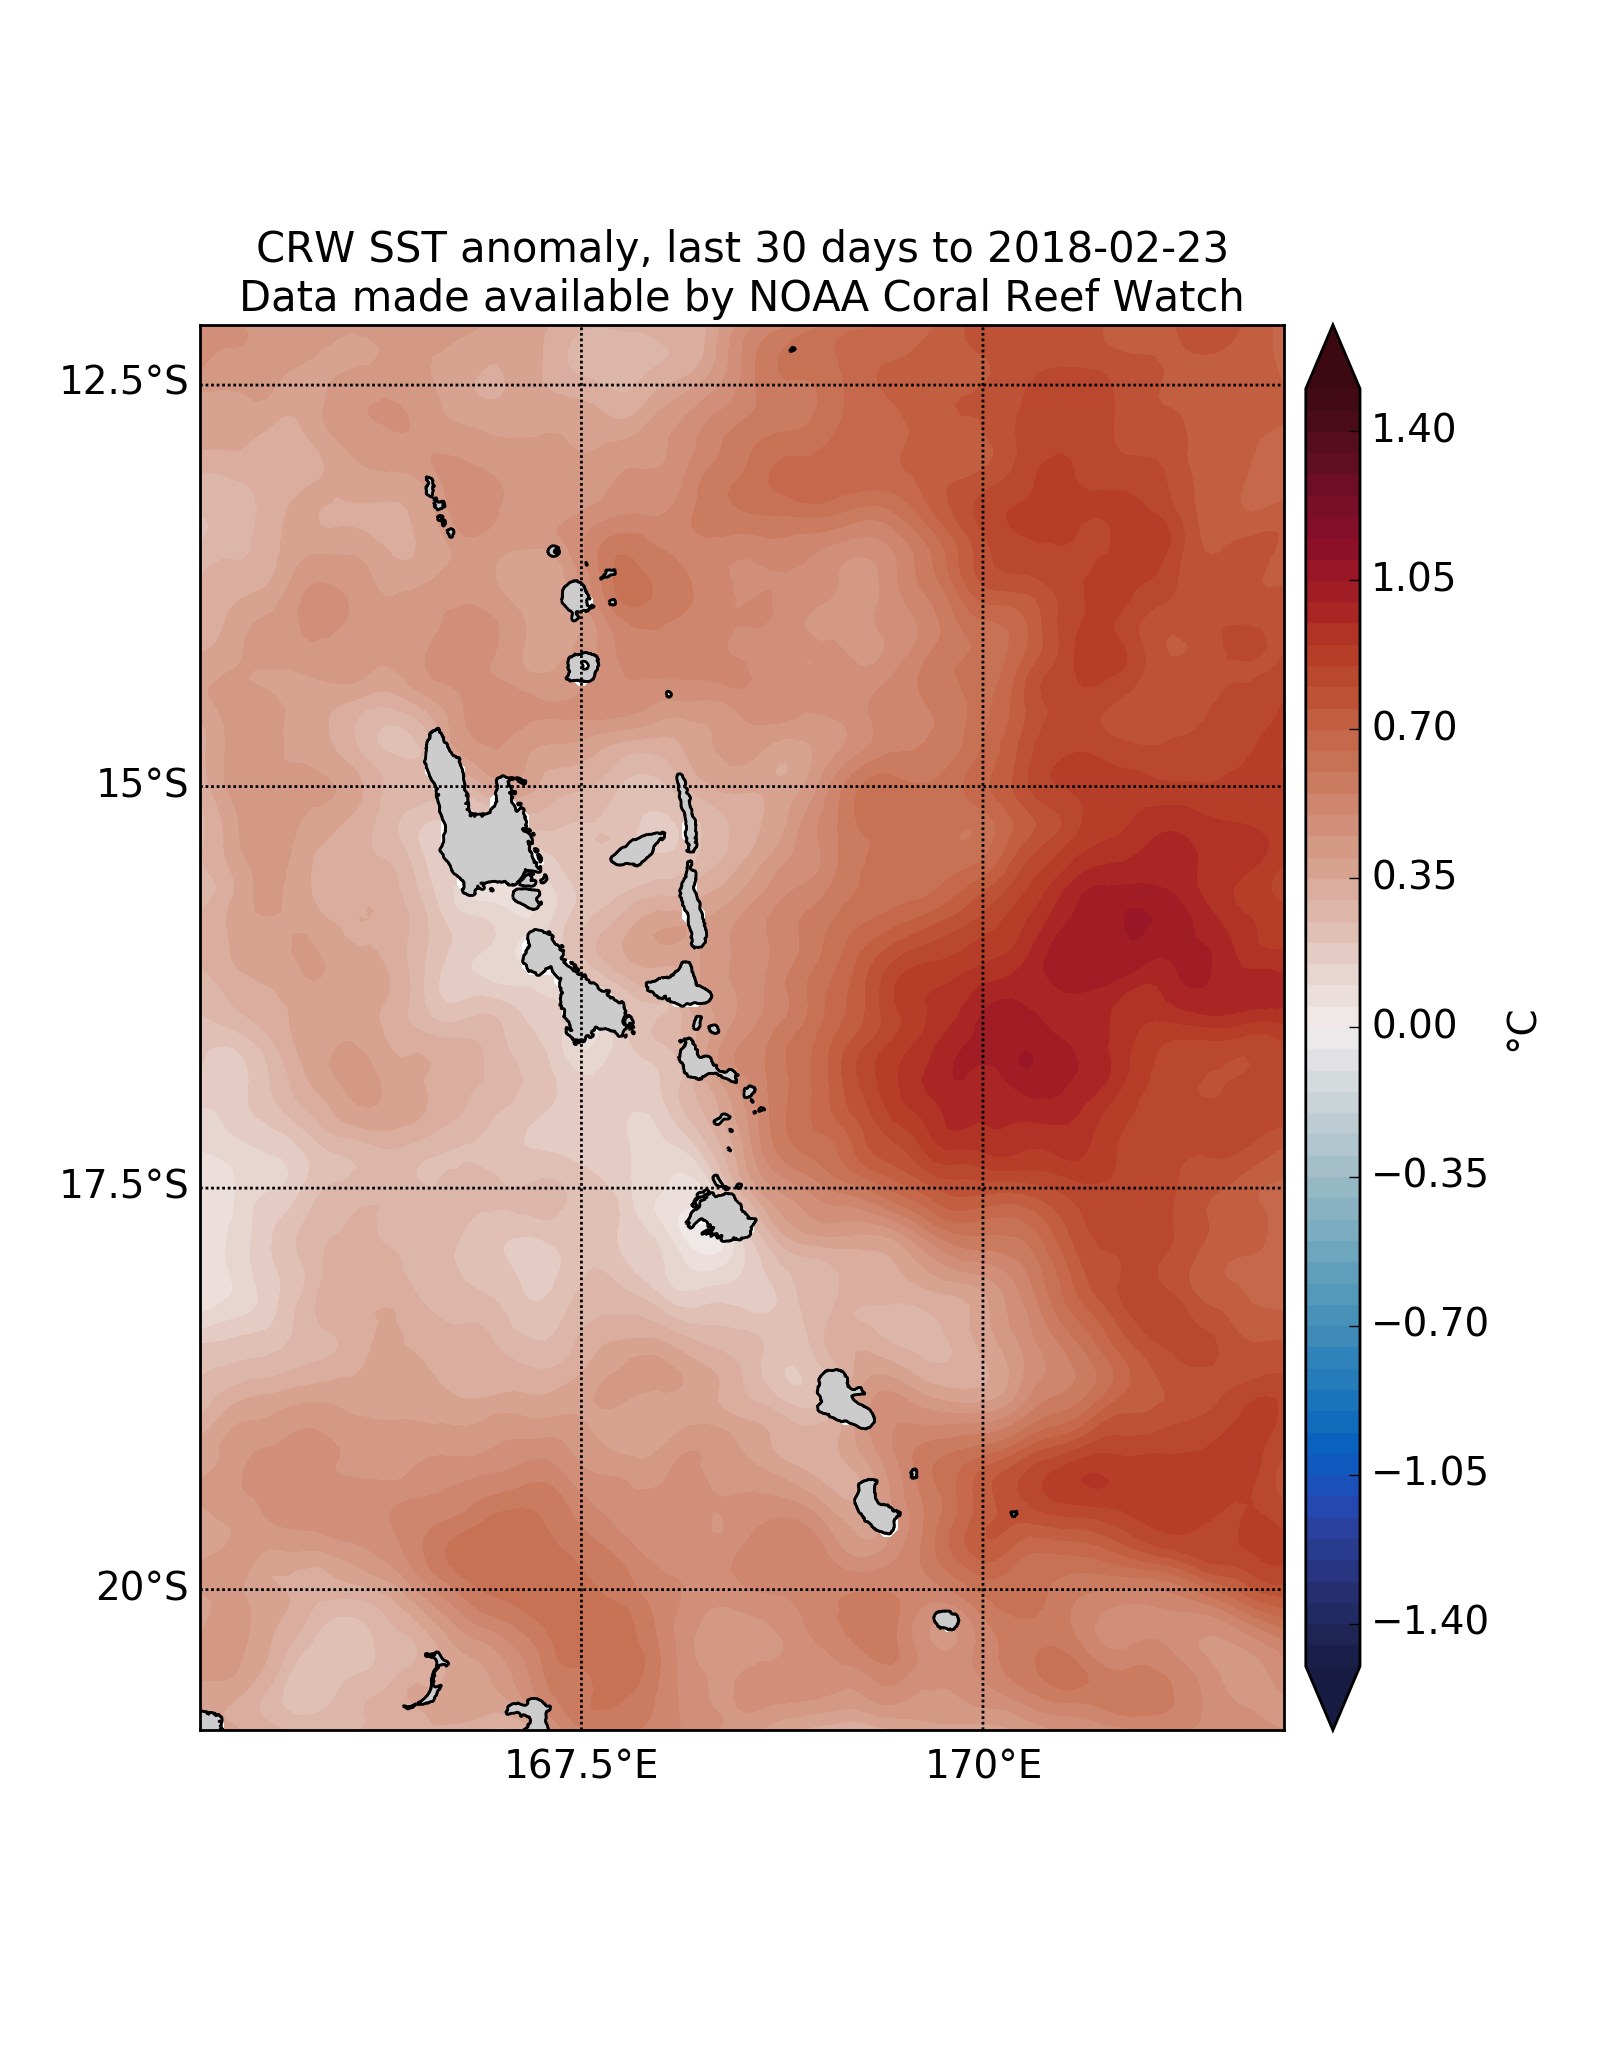 CRW SST anomaly, last 30 days to 2018-02-23
Data made available by NOAA Coral Reef Watch
12.5°S
15°S
17.5°S
20°S
167.5°E
170°E
1.40
1.05
0.70
0.35
0.00
−0.35
−0.70
−1.05
−1.40
°C